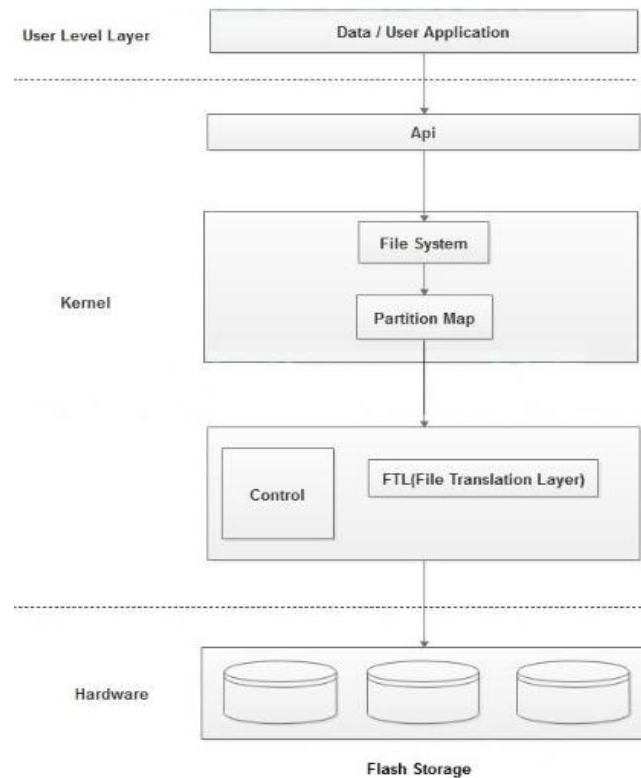 User Level Layer
Data / User Application
Api
File System
Kernel
Partition Map
Control
FTL(File Translation Layer)
Hardware
Flash Storage